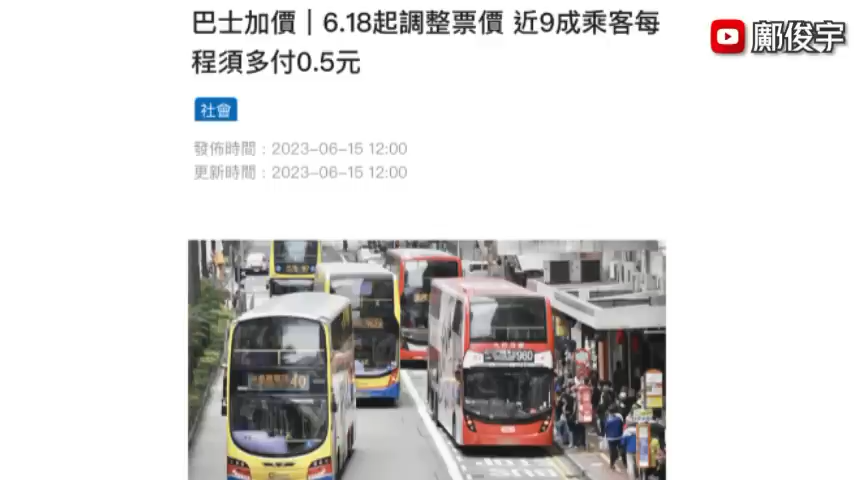 巴士加價｜6.18起調整票價 近9成乘客每
程須多付0.5元
鄺俊宇
社會
發佈時間：2023-06-15 12:00
更新時間：2023-06-15 12:00
40
980